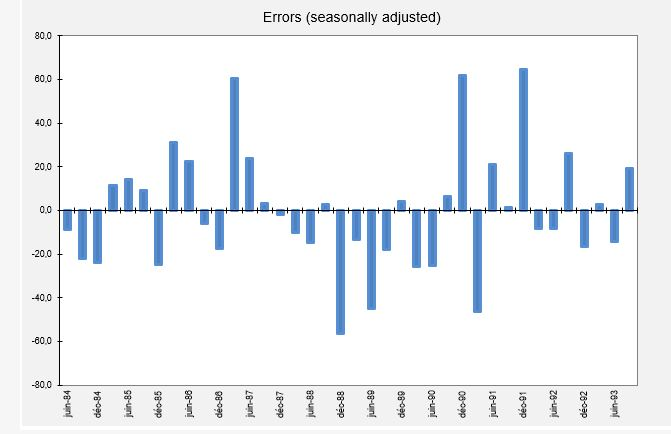 Errors (seasonally adjusted)
80,0
60,0
40,0
20,0
0,0
-20,0
-40,0
-60,0
-80,0
juin-84
déc-84
juin-85
déc-85
juin-86
déc-86
juin-87
déc-87
juin-88
déc-88
juin-89
déc-89
juin-90
déc-90
juin-91
déc-91
juin-92
déc-92
juin-93